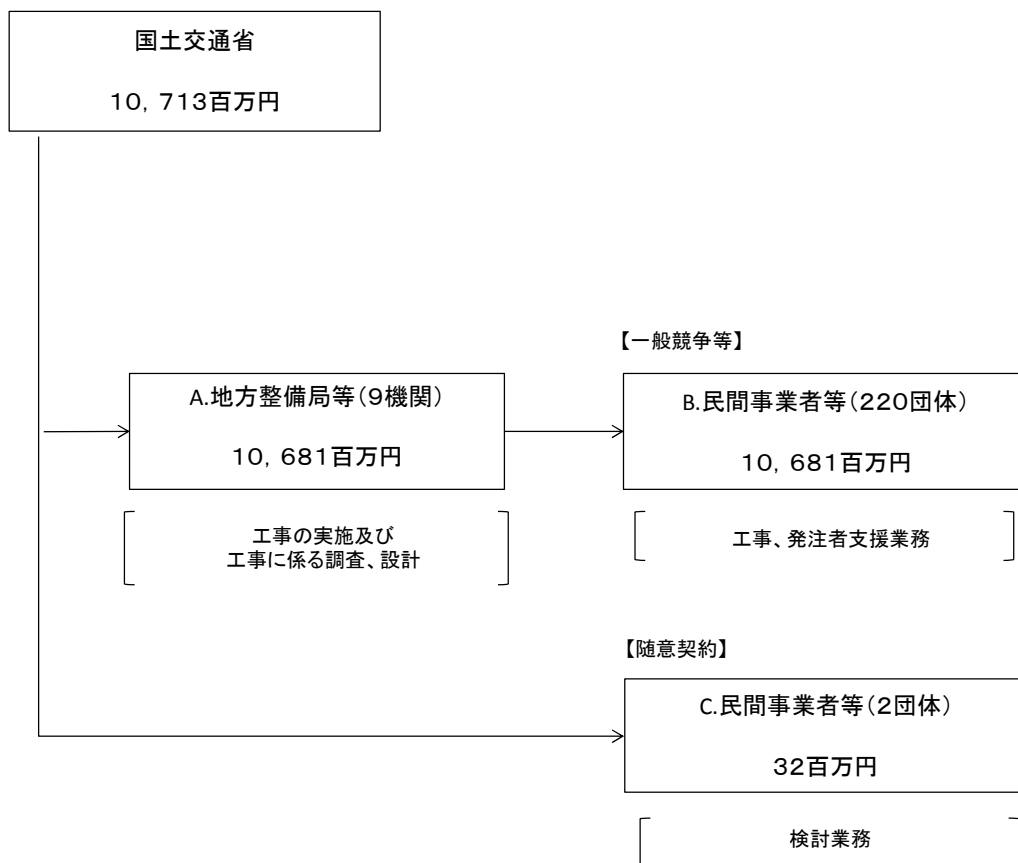 国土交通省
10,713百万円
【一般競争等】
A.地方整備局等(9機関)
10,681百万円
B.民間事業者等(220団体)
10,681百万円
工事の実施及び
工事に係る調査、設計
工事、発注者支援業務
【随意契約】
C.民間事業者等(2団体)
32百万円
検討業務